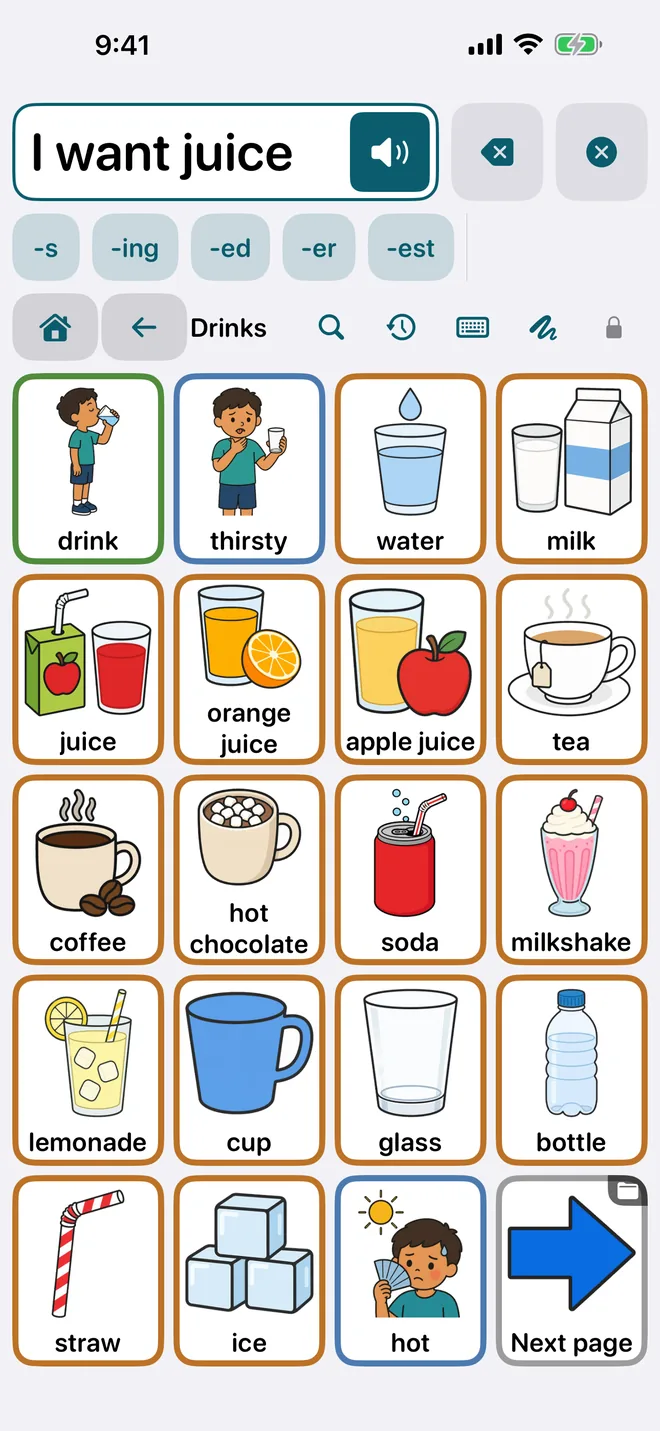 9:41
I want juice
-s
-ing
-ed
-er
-est
Drinks
drink
thirsty
water
milk
juice
orange
juice
apple juice
tea
coffee
hot
chocolate
soda
milkshake
lemonade
cup
glass
bottle
straw
ice
hot
Next page